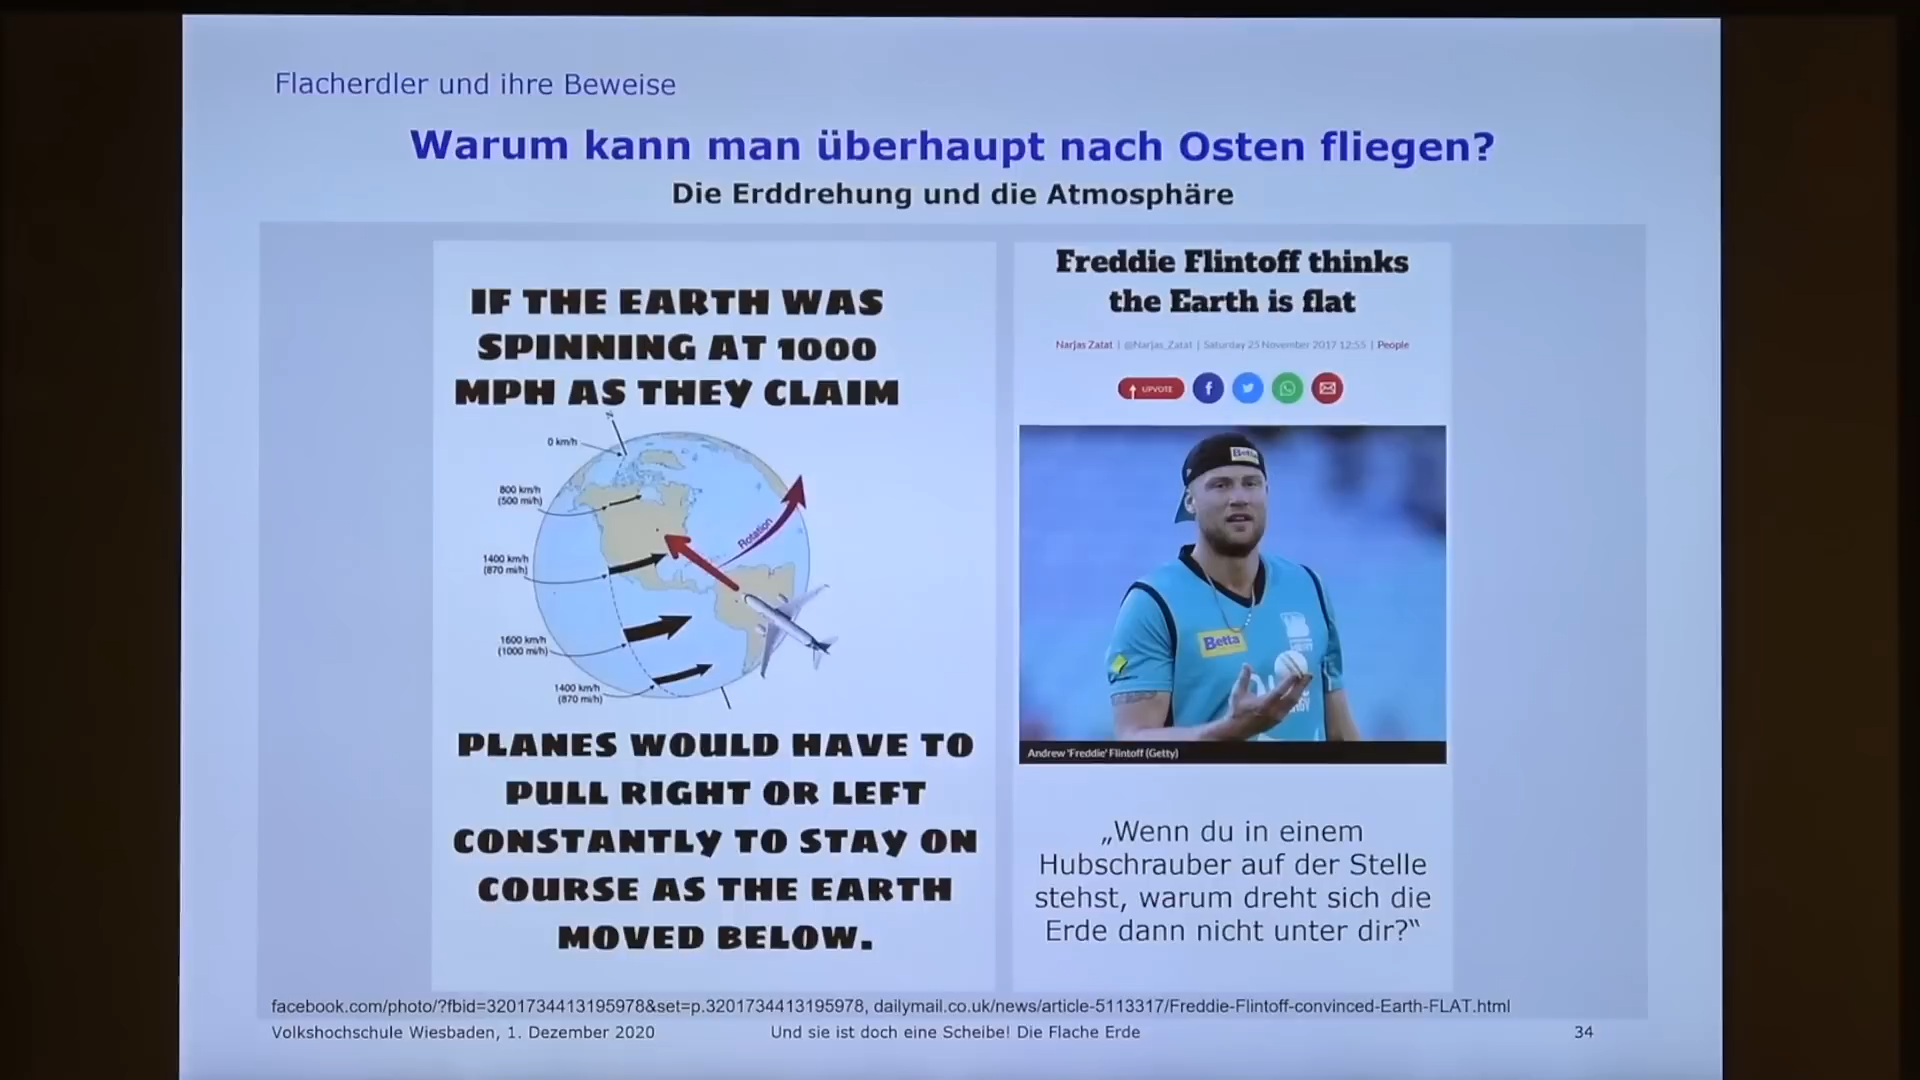 Flacherdler und ihre Beweise
Warum kann man überhaupt nach Osten fliegen?
Die Erddrehung und die Atmosphäre
IF THE EARTH WAS
SPINNING AT 1000
MPH AS THEY CLAIM
N
0 km/h
800 km/h
(500 mi/h)
1400 km/h
(870 mi/h)
Rotation
1600 km/h
(1000 mi/h)
1400 km/h
(870 mi/h)
PLANES WOULD HAVE TO
PULL RIGHT OR LEFT
CONSTANTLY TO STAY ON
COURSE AS THE EARTH
MOVED BELOW.
Freddie Flintoff thinks
the Earth is flat
Narjas Zatat | @Narjas_Zatat | Saturday 25 November 2017 12:55 | People
UPVOTE
Betta
Betta
Andrew 'Freddie' Flintoff (Getty)
„Wenn du in einem
Hubschrauber auf der Stelle
stehst, warum dreht sich die
Erde dann nicht unter dir?“
facebook.com/photo/?fbid=3201734413195978&set=p.3201734413195978, dailymail.co.uk/news/article-5113317/Freddie-Flintoff-convinced-Earth-FLAT.html
Volkshochschule Wiesbaden, 1. Dezember 2020 Und sie ist doch eine Scheibe! Die Flache Erde 34